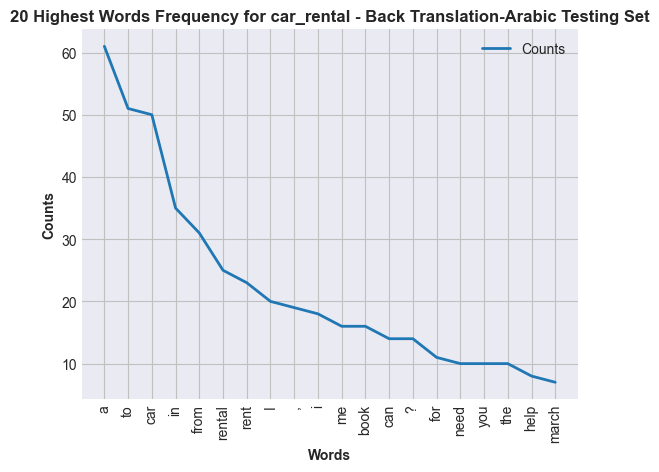 20 Highest Words Frequency for car_rental - Back Translation-Arabic Testing Set
Counts
60
50
40
30
20
10
Counts
a
to
car
in
from
rental
rent
I
,
i
me
book
can
?
for
need
you
the
help
march
Words